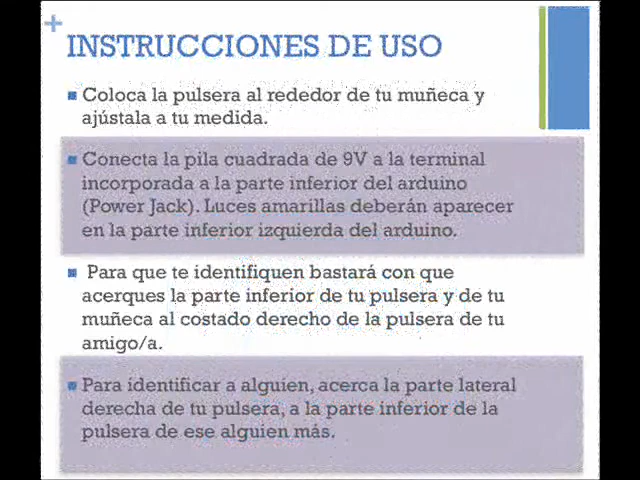 +
INSTRUCCIONES DE USO
Coloca la pulsera al rededor de tu muñeca y
ajústala a tu medida.
Conecta la pila cuadrada de 9V a la terminal
incorporada a la parte inferior del arduino
(Power Jack). Luces amarillas deberán aparecer
en la parte inferior izquierda del arduino.
Para que te identifiquen bastará con que
acerques la parte inferior de tu pulsera y de tu
muñeca al costado derecho de la pulsera de tu
amigo/a.
Para identificar a alguien, acerca la parte lateral
derecha de tu pulsera, a la parte inferior de la
pulsera de ese alguien más.